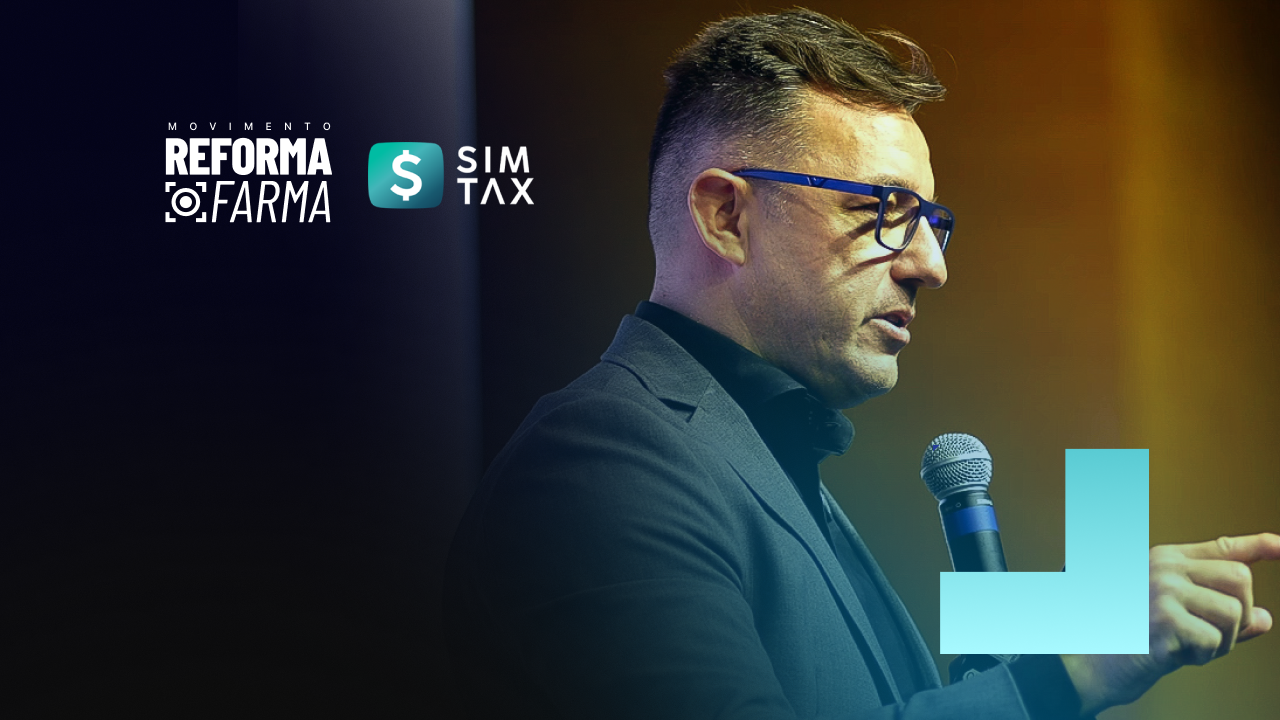 MOVIMENTO
REFORMA
FARMA
$
SIM
TAX